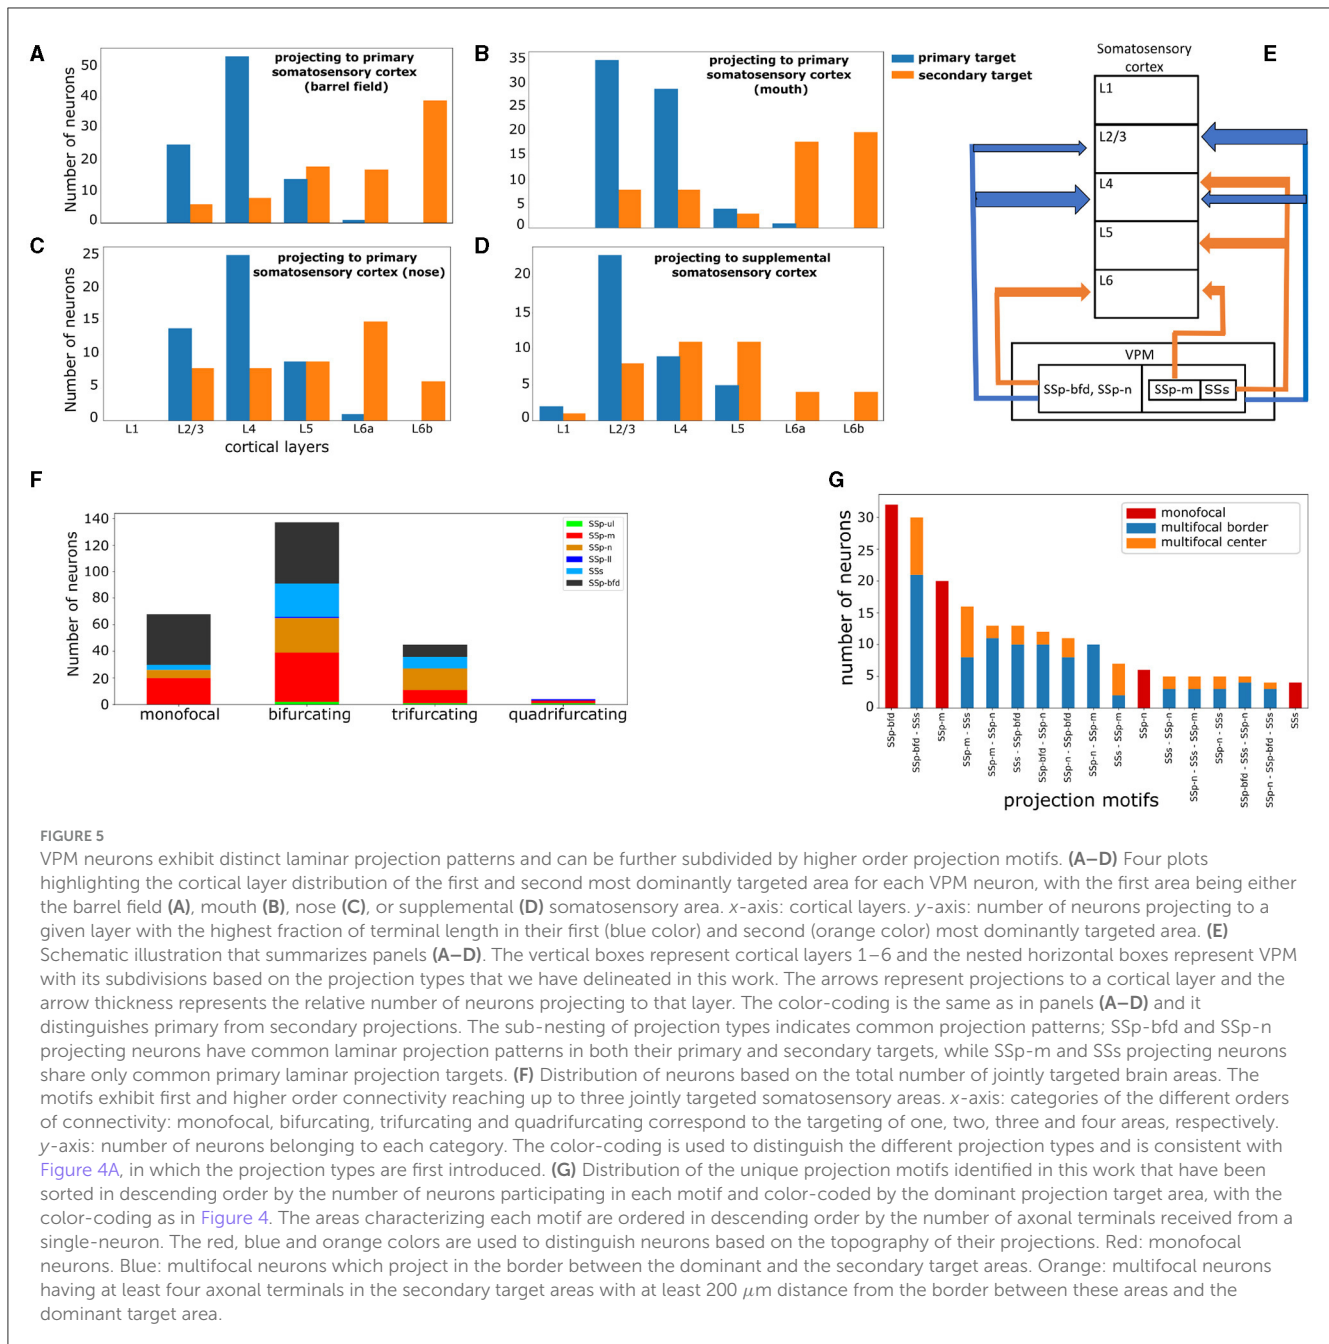 A
projecting to primary
somatosensory cortex
(barrel field)
Number of neurons
50
40
30
20
10
0
B
projecting to primary
somatosensory cortex
(mouth)
35
30
25
20
15
10
5
0
primary target
secondary target
C
projecting to primary
somatosensory cortex (nose)
Number of neurons
25
20
15
10
5
0
L1 L2/3 L4 L5 L6a L6b
cortical layers
D
projecting to supplemental
somatosensory cortex
20
15
10
5
0
L1 L2/3 L4 L5 L6a L6b
E
Somatosensory
cortex
L1
L2/3
L4
L5
L6
VPM
SSp-bfd, SSp-n
SSp-m SSs
F
Number of neurons
140
120
100
80
60
40
20
0
SSp-ul
SSp-m
SSp-n
SSp-ll
SSs
SSp-bfd
monofocal bifurcating trifurcating quadrifurcating
G
number of neurons
30
25
20
15
10
5
0
monofocal
multifocal border
multifocal center
SSp-bfd
SSp-bfd - SSs
SSp-m
SSp-m - SSs
SSp-m - SSp-n
SSs - SSp-bfd
SSp-bfd - SSp-n
SSp-n - SSp-bfd
SSp-n - SSp-m
SSs - SSp-m
SSp-n
SSs - SSp-n
SSp-n - SSs - SSp-m
SSp-n - SSs
SSp-bfd - SSs - SSp-n
SSp-n - SSp-bfd - SSs
SSs
projection motifs
FIGURE 5
VPM neurons exhibit distinct laminar projection patterns and can be further subdivided by higher order projection motifs. (A–D) Four plots
highlighting the cortical layer distribution of the first and second most dominantly targeted area for each VPM neuron, with the first area being either
the barrel field (A), mouth (B), nose (C), or supplemental (D) somatosensory area. x-axis: cortical layers. y-axis: number of neurons projecting to a
given layer with the highest fraction of terminal length in their first (blue color) and second (orange color) most dominantly targeted area. (E)
Schematic illustration that summarizes panels (A–D). The vertical boxes represent cortical layers 1–6 and the nested horizontal boxes represent VPM
with its subdivisions based on the projection types that we have delineated in this work. The arrows represent projections to a cortical layer and the
arrow thickness represents the relative number of neurons projecting to that layer. The color-coding is the same as in panels (A–D) and it
distinguishes primary from secondary projections. The sub-nesting of projection types indicates common projection patterns; SSp-bfd and SSp-n
projecting neurons have common laminar projection patterns in both their primary and secondary targets, while SSp-m and SSs projecting neurons
share only common primary laminar projection targets. (F) Distribution of neurons based on the total number of jointly targeted brain areas. The
motifs exhibit first and higher order connectivity reaching up to three jointly targeted somatosensory areas. x-axis: categories of the different orders
of connectivity: monofocal, bifurcating, trifurcating and quadrifurcating correspond to the targeting of one, two, three and four areas, respectively.
y-axis: number of neurons belonging to each category. The color-coding is used to distinguish the different projection types and is consistent with
Figure 4A, in which the projection types are first introduced. (G) Distribution of the unique projection motifs identified in this work that have been
sorted in descending order by the number of neurons participating in each motif and color-coded by the dominant projection target area, with the
color-coding as in Figure 4. The areas characterizing each motif are ordered in descending order by the number of axonal terminals received from a
single-neuron. The red, blue and orange colors are used to distinguish neurons based on the topography of their projections. Red: monofocal
neurons. Blue: multifocal neurons which project in the border between the dominant and the secondary target areas. Orange: multifocal neurons
having at least four axonal terminals in the secondary target areas with at least 200 μm distance from the border between these areas and the
dominant target area.